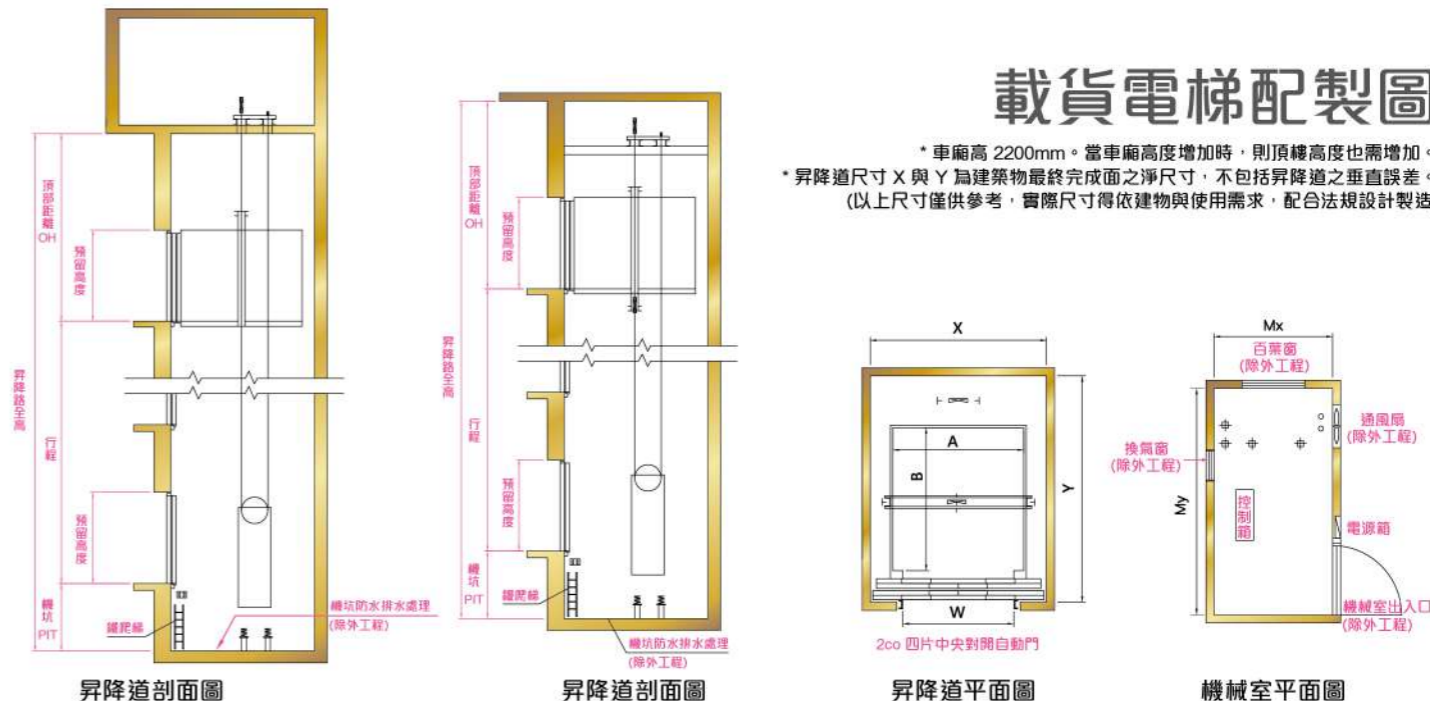 載貨電梯配製圖
* 車廂高 2200mm。當車廂高度增加時，則頂樓高度也需增加。
* 昇降道尺寸 X 與 Y 為建築物最終完成面之淨尺寸，不包括昇降道之垂直誤差。
(以上尺寸僅供參考，實際尺寸得依建物與使用需求，配合法規設計製造
昇降路全高
頂部距離 OH
預留高度
行程
預留高度
機坑 PIT
鐵爬梯
機坑防水排水處理
(除外工程)
昇降道剖面圖
昇降路全高
頂部距離 OH
預留高度
行程
預留高度
機坑 PIT
鐵爬梯
機坑防水排水處理
(除外工程)
昇降道剖面圖
X
A
B
Y
W
2co 四片中央對開自動門
昇降道平面圖
Mx
百葉窗
(除外工程)
通風扇
(除外工程)
換氣窗
(除外工程)
My
控制箱
電源箱
機械室出入口
(除外工程)
機械室平面圖